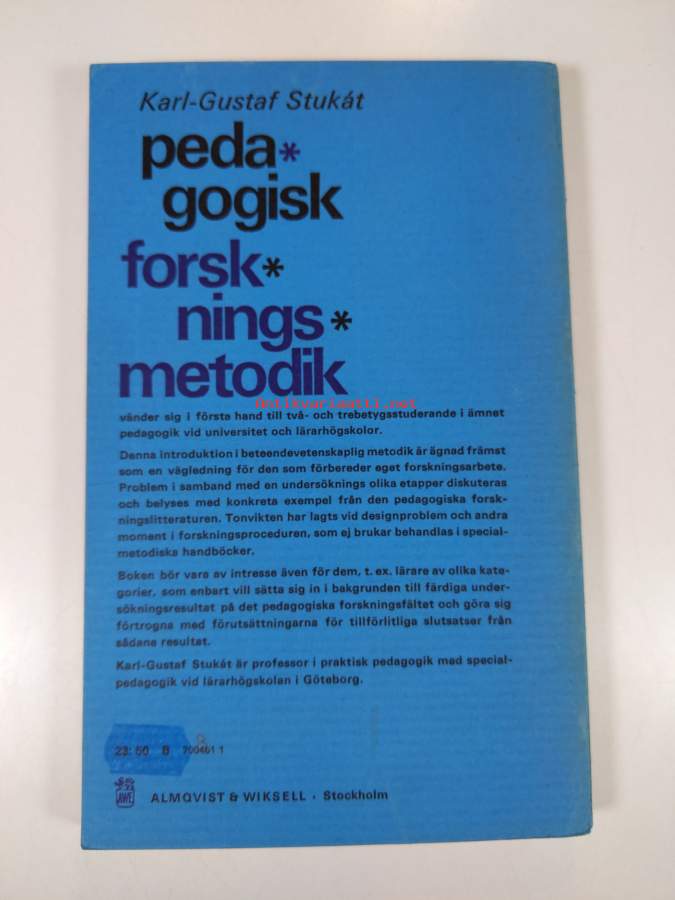 Karl-Gustaf Stukát
peda*
gogisk
forsk*
nings*
metodik
Antikvariaatti.net
vänder sig i första hand till två- och trebetygsstuderande i ämnet
pedagogik vid universitet och lärarhögskolor.
Denna introduktion i beteendevetenskaplig metodik är ägnad främst
som en vägledning för den som förbereder eget forskningsarbete.
Problem i samband med en undersöknings olika etapper diskuteras
och belyses med konkreta exempel från den pedagogiska forsk-
ningslitteraturen. Tonvikten har lagts vid designproblem och andra
moment i forskningsproceduren, som ej brukar behandlas i special-
metodiska handböcker.
Boken bör vara av intresse även för dem, t. ex. lärare av olika kate-
gorier, som enbart vill sätta sig in i bakgrunden till färdiga under-
sökningsresultat på det pedagogiska forskningsfältet och göra sig
förtrogna med förutsättningarna för tillförlitliga slutsatser från
sådana resultat.
Karl-Gustaf Stukát är professor i praktisk pedagogik med special-
pedagogik vid lärarhögskolan i Göteborg.
23:50 B 700461 1
AWE ALMQVIST & WIKSELL · Stockholm